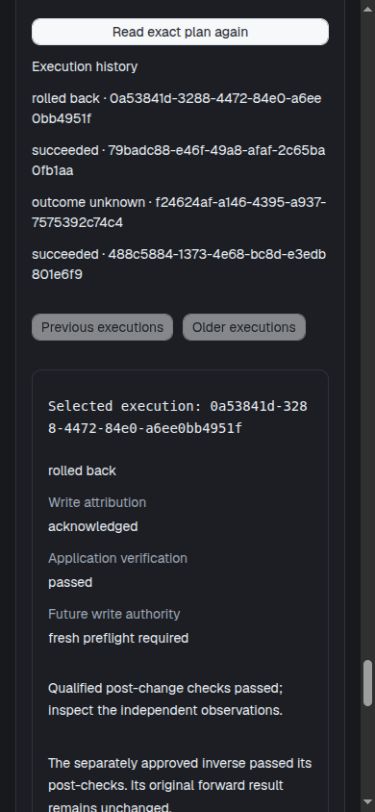 Read exact plan again
Execution history
rolled back · 0a53841d-3288-4472-84e0-a6ee
0bb4951f
succeeded · 79badc88-e46f-49a8-afaf-2c65ba
0fb1aa
outcome unknown · f24624af-a146-4395-a937-
7575392c74c4
succeeded · 488c5884-1373-4e68-bc8d-e3edb
801e6f9
Previous executions
Older executions
Selected execution: 0a53841d-328
8-4472-84e0-a6ee0bb4951f
rolled back
Write attribution
acknowledged
Application verification
passed
Future write authority
fresh preflight required
Qualified post-change checks passed;
inspect the independent observations.
The separately approved inverse passed its
post-checks. Its original forward result
remains unchanged.